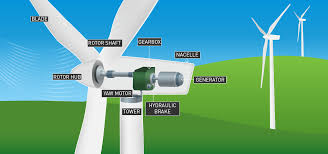 BLADE
ROTOR SHAFT
GEARBOX
NACELLE
ROTOR HUB
GENERATOR
YAW MOTOR
TOWER
HYDRAULIC
BRAKE